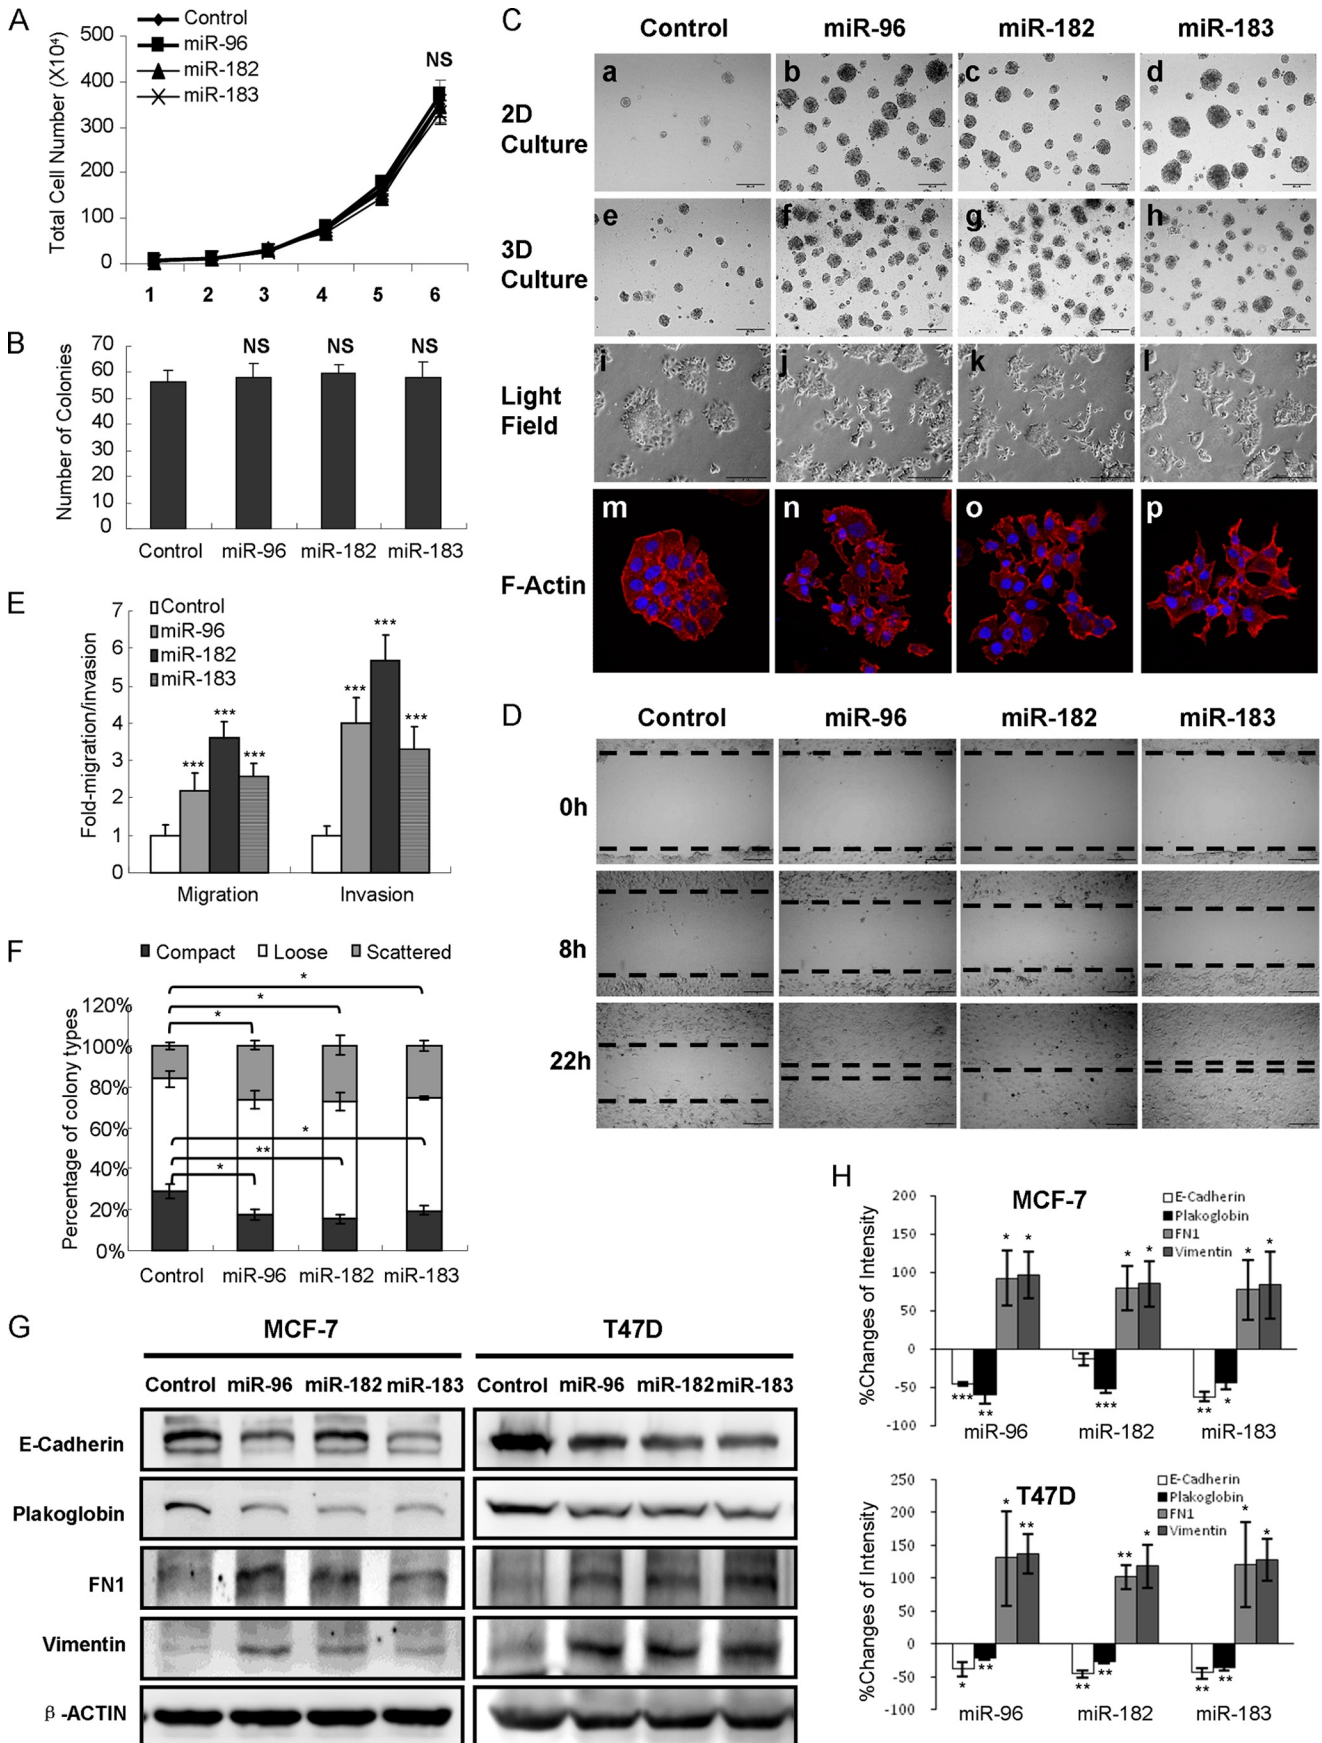 A
Control
miR-96
miR-182
miR-183
Total Cell Number (X10⁴)
500
400
300
200
100
0
NS
1 2 3 4 5 6
B
Number of Colonies
70
60
50
40
30
20
10
0
NS NS NS
Control miR-96 miR-182 miR-183
C
Control miR-96 miR-182 miR-183
2D Culture
a b c d
3D Culture
e f g h
Light Field
i j k l
F-Actin
m n o p
D
Control miR-96 miR-182 miR-183
0h
8h
22h
E
Control
miR-96
miR-182
miR-183
Fold-migration/invasion
7
6
5
4
3
2
1
0
*** *** *** *** *** ***
Migration Invasion
F
Compact Loose Scattered
Percentage of colony types
120%
100%
80%
60%
40%
20%
0%
* * *
* ** *
Control miR-96 miR-182 miR-183
G
MCF-7 T47D
Control miR-96 miR-182 miR-183 Control miR-96 miR-182 miR-183
E-Cadherin
Plakoglobin
FN1
Vimentin
β-ACTIN
H
MCF-7
E-Cadherin
Plakoglobin
FN1
Vimentin
%Changes of Intensity
200
150
100
50
0
-50
-100
* * * * * *
*** ** *** ** *
miR-96 miR-182 miR-183
T47D
E-Cadherin
Plakoglobin
FN1
Vimentin
%Changes of Intensity
250
200
150
100
50
0
-50
-100
* ** ** * * *
* ** ** ** ** **
miR-96 miR-182 miR-183